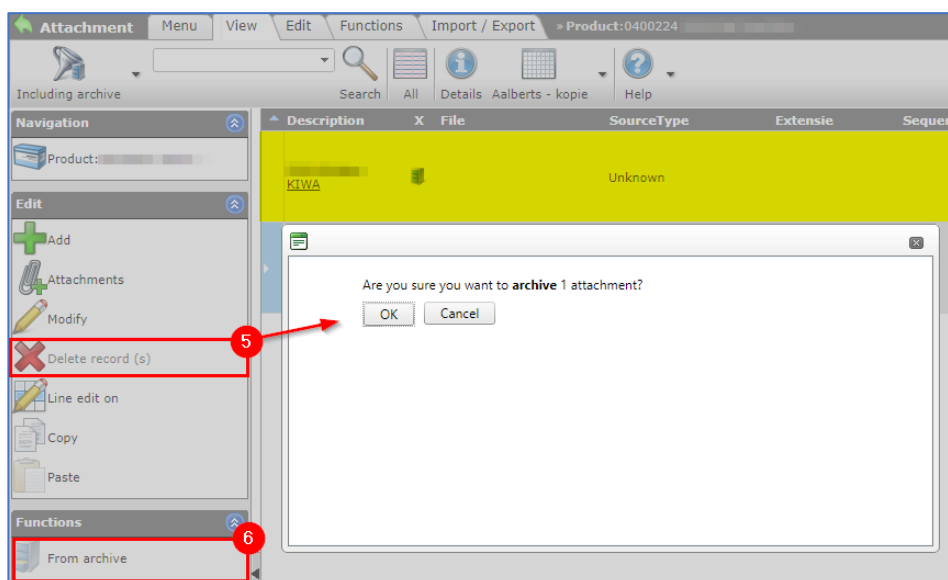 Attachment Menu View Edit Functions Import / Export » Product:0400224
Including archive Search All Details Aalberts - kopie Help
Navigation
Product:
Edit
Add
Attachments
Modify
Delete record (s)
5
Line edit on
Copy
Paste
Functions
6
From archive
Description X File SourceType Extensie Sequen
KIWA Unknown
Are you sure you want to archive 1 attachment?
OK Cancel